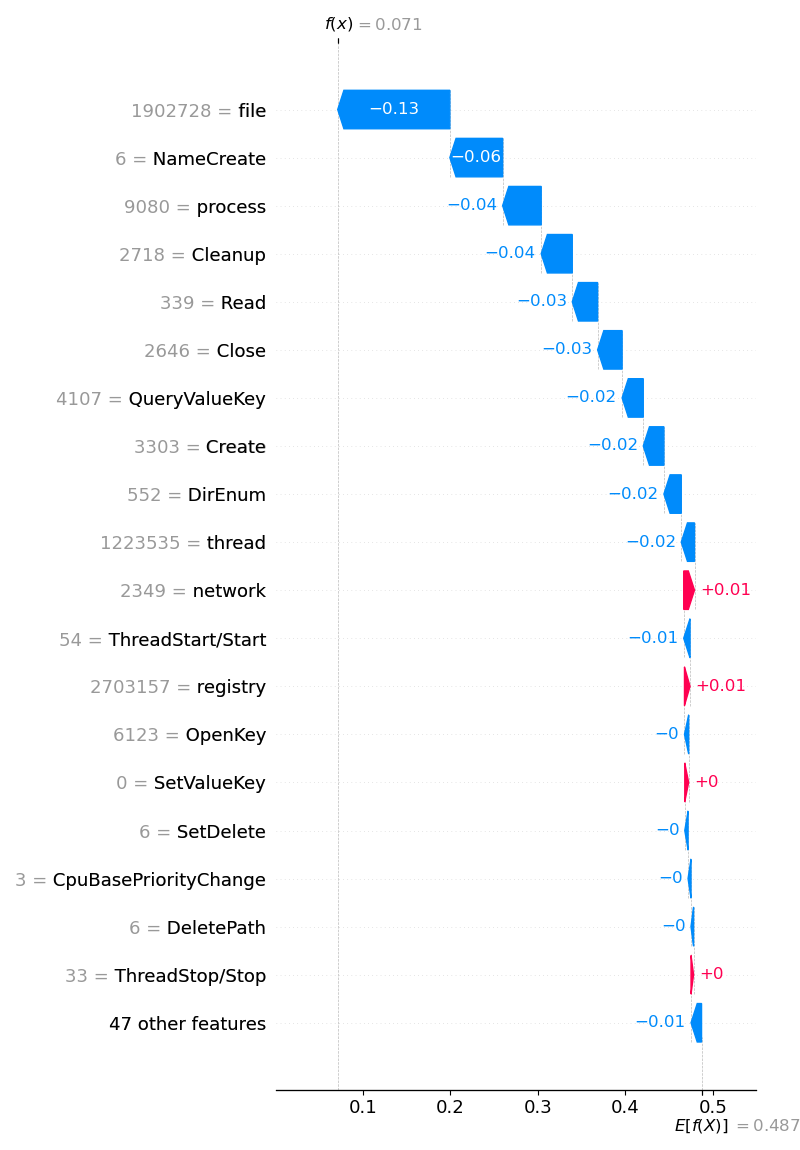 f(x) = 0.071
1902728 = file −0.13
6 = NameCreate −0.06
9080 = process −0.04
2718 = Cleanup −0.04
339 = Read −0.03
2646 = Close −0.03
4107 = QueryValueKey −0.02
3303 = Create −0.02
552 = DirEnum −0.02
1223535 = thread −0.02
2349 = network +0.01
54 = ThreadStart/Start −0.01
2703157 = registry +0.01
6123 = OpenKey −0
0 = SetValueKey +0
6 = SetDelete −0
3 = CpuBasePriorityChange −0
6 = DeletePath −0
33 = ThreadStop/Stop +0
47 other features −0.01
0.1 0.2 0.3 0.4 0.5
E[f(X)] = 0.487